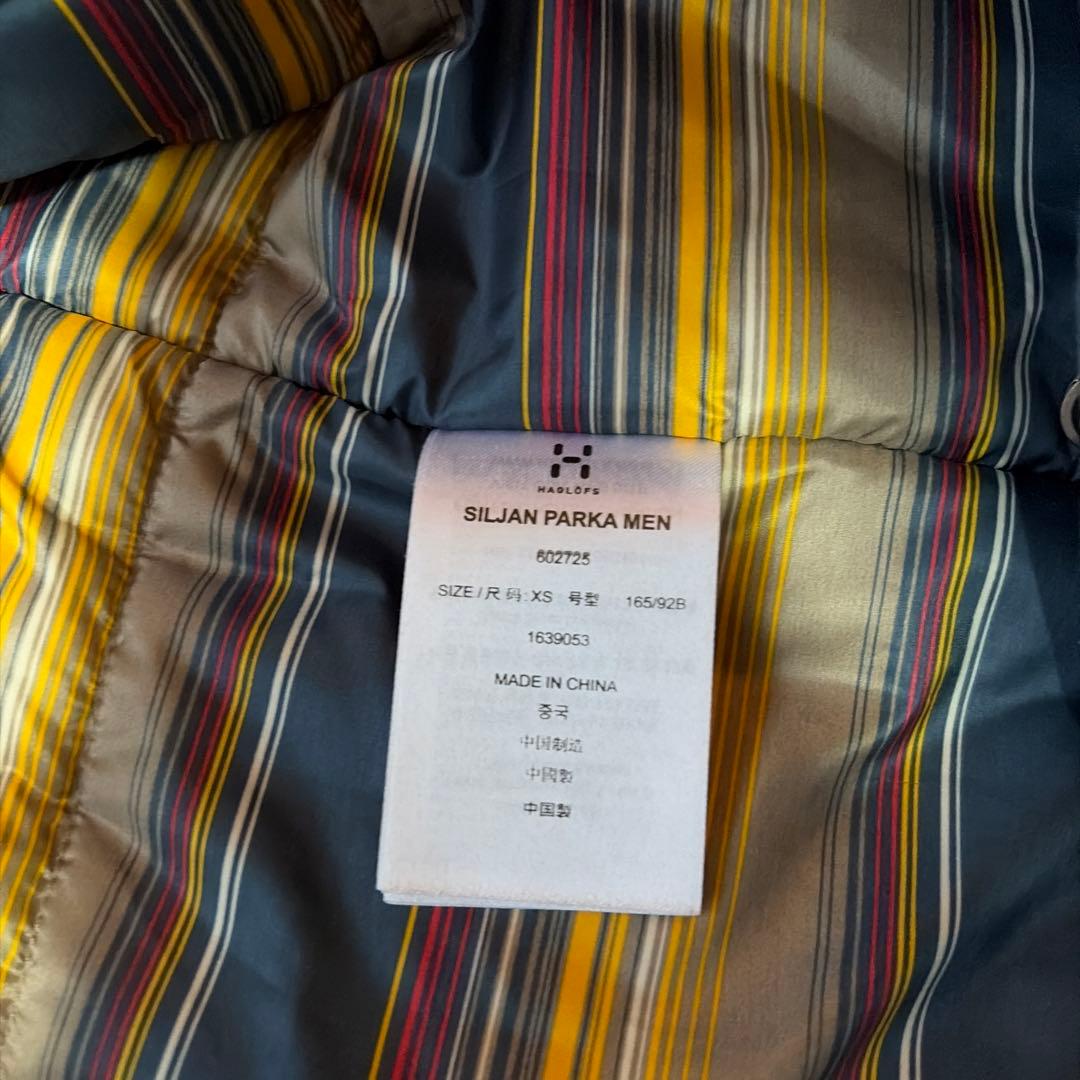 HAGLÖFS
SILJAN PARKA MEN
602725
SIZE / 尺 码: XS 号型 165/92B
1639053
MADE IN CHINA
중국
中国制造
中國製
中国製